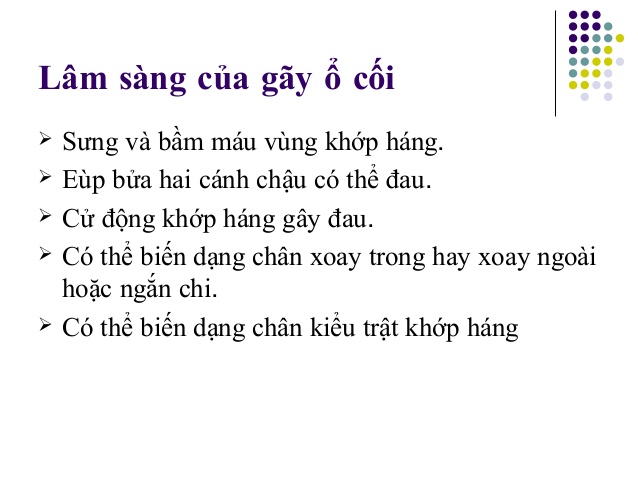 Lâm sàng của gãy ổ cối
Sưng và bầm máu vùng khớp háng.
Eùp bửa hai cánh chậu có thể đau.
Cử động khớp háng gây đau.
Có thể biến dạng chân xoay trong hay xoay ngoài
hoặc ngắn chi.
Có thể biến dạng chân kiểu trật khớp háng